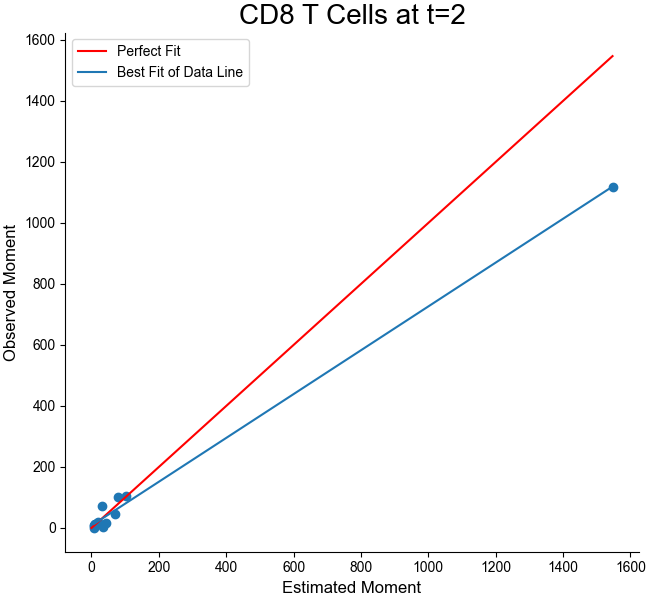 CD8 T Cells at t=2
1600
1400
1200
1000
800
600
400
200
0
Observed Moment
Perfect Fit
Best Fit of Data Line
0 200 400 600 800 1000 1200 1400 1600
Estimated Moment